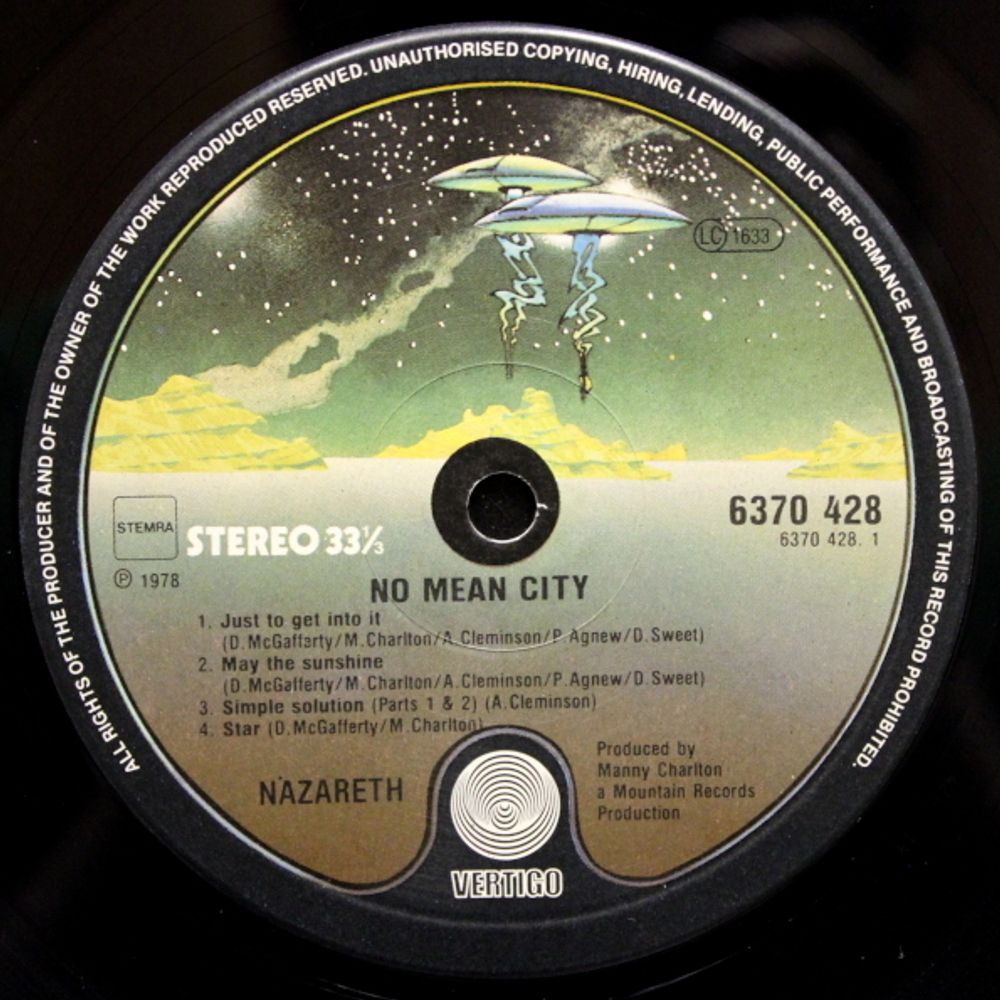 ALL RIGHTS OF THE PRODUCER AND OF THE OWNER OF THE WORK REPRODUCED RESERVED. UNAUTHORISED COPYING, HIRING, LENDING, PUBLIC PERFORMANCE AND BROADCASTING OF THIS RECORD PROHIBITED.
LC 1633
STEMRA
STEREO 33⅓
6370 428
6370 428. 1
℗ 1978
NO MEAN CITY
1. Just to get into it
(D.McGafferty/M.Charlton/A.Cleminson/P.Agnew/D.Sweet)
2. May the sunshine
(D.McGafferty/M.Charlton/A.Cleminson/P.Agnew/D.Sweet)
3. Simple solution (Parts 1 & 2) (A.Cleminson)
4. Star (D.McGafferty/M.Charlton)
Produced by
Manny Charlton
a Mountain Records
Production
NAZARETH
VERTIGO